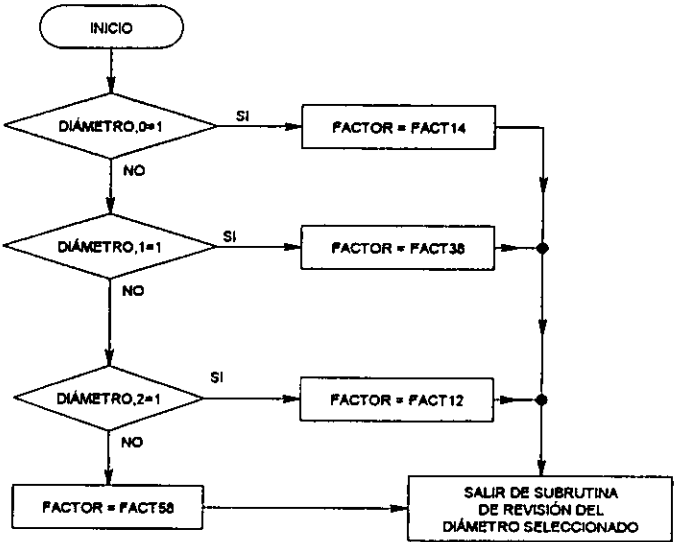 INICIO
DIÁMETRO,0=1
SI
FACTOR = FACT14
NO
DIÁMETRO,1=1
SI
FACTOR = FACT38
NO
DIÁMETRO,2=1
SI
FACTOR = FACT12
NO
FACTOR = FACT58
SALIR DE SUBRUTINA
DE REVISIÓN DEL
DIÁMETRO SELECCIONADO